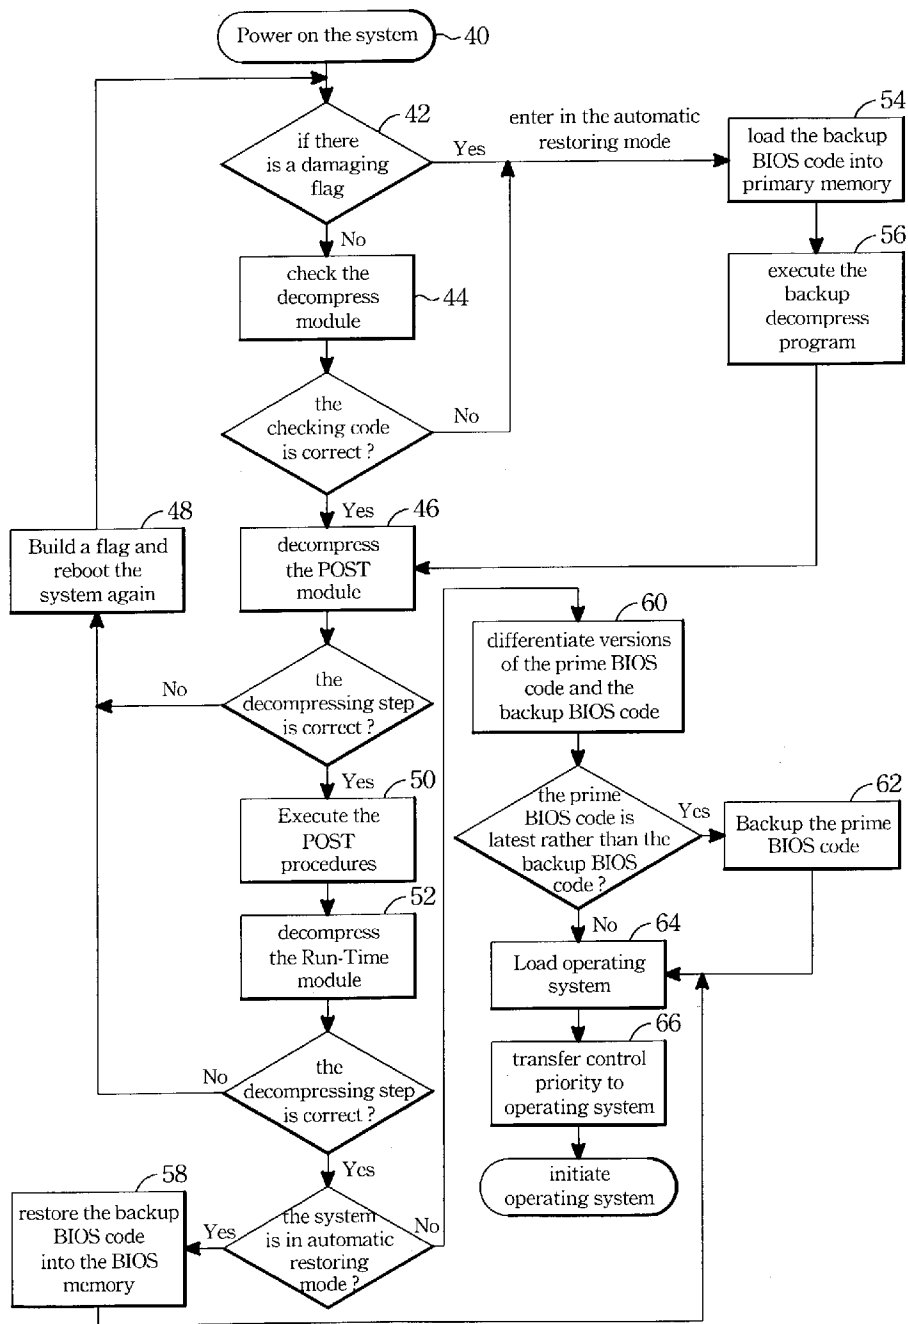 Power on the system
40
42
if there
is a damaging
flag
Yes
enter in the automatic
restoring mode
54
load the backup
BIOS code into
primary memory
No
check the
decompress
module
44
56
execute the
backup
decompress
program
the
checking code
is correct ?
No
Yes
46
decompress
the POST
module
48
Build a flag and
reboot the
system again
60
differentiate versions
of the prime BIOS
code and the
backup BIOS code
the
decompressing step
is correct ?
No
Yes
50
Execute the
POST
procedures
the prime
BIOS code is
latest rather than the
backup BIOS
code ?
Yes
62
Backup the prime
BIOS code
52
decompress
the Run-Time
module
No
64
Load operating
system
66
transfer control
priority to
operating system
the
decompressing step
is correct ?
No
Yes
initiate
operating system
58
restore the backup
BIOS code
into the BIOS
memory
Yes
the system
is in automatic
restoring
mode ?
No